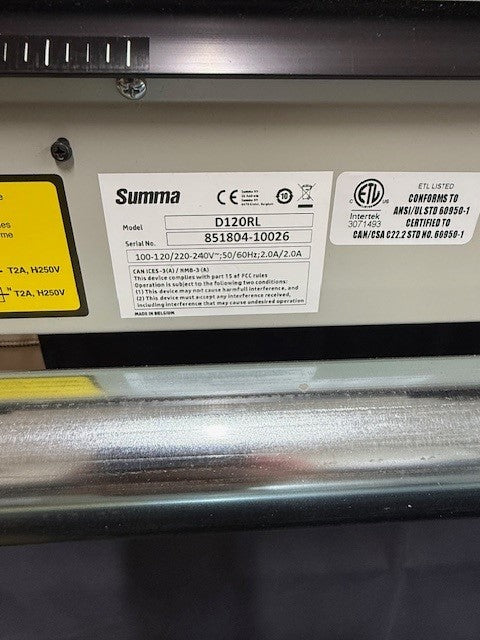 Summa
CE
10
Model
D120RL
Serial No.
851804-10026
100-120/220-240V~;50/60Hz;2.0A/2.0A
CAN ICES-3(A) / NMB-3(A)
This device complies with part 15 of FCC rules
Operation is subject to the following two conditions:
(1) This device may not cause harmful interference, and
(2) This device must accept any interference received,
including interference that may cause undesired operation
MADE IN BELGIUM
ETL
Intertek
3071493
ETL LISTED
CONFORMS TO
ANSI/UL STD 60950-1
CERTIFIED TO
CAN/CSA C22.2 STD NO. 60950-1
T2A, H250V
T2A, H250V